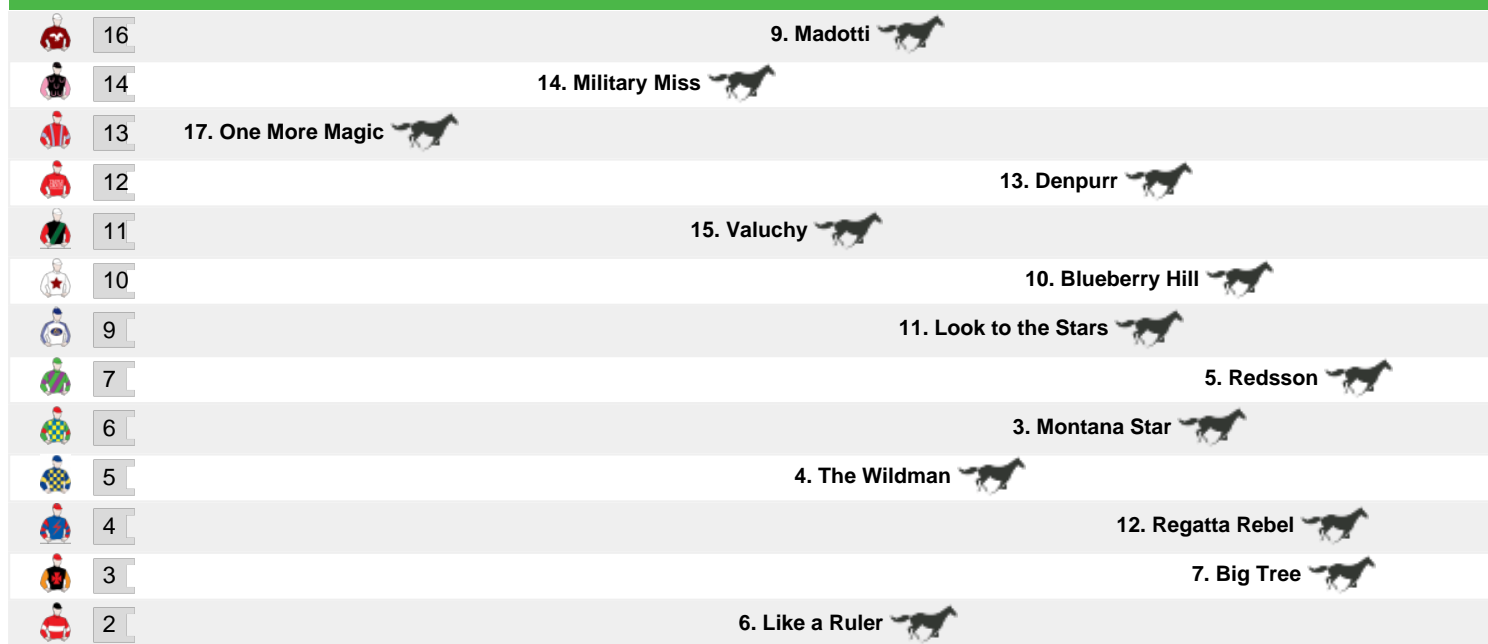 16 9. Madotti
14 14. Military Miss
13 17. One More Magic
12 13. Denpurr
11 15. Valuchy
10 10. Blueberry Hill
9 11. Look to the Stars
7 5. Redsson
6 3. Montana Star
5 4. The Wildman
4 12. Regatta Rebel
3 7. Big Tree
2 6. Like a Ruler